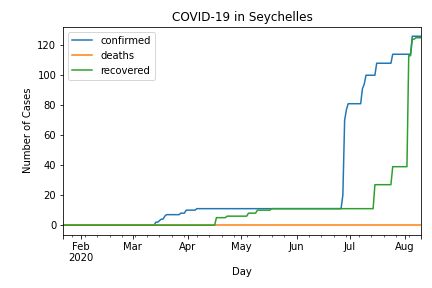 COVID-19 in Seychelles
confirmed
deaths
recovered
Number of Cases
120
100
80
60
40
20
0
Feb Mar Apr May Jun Jul Aug
2020
Day